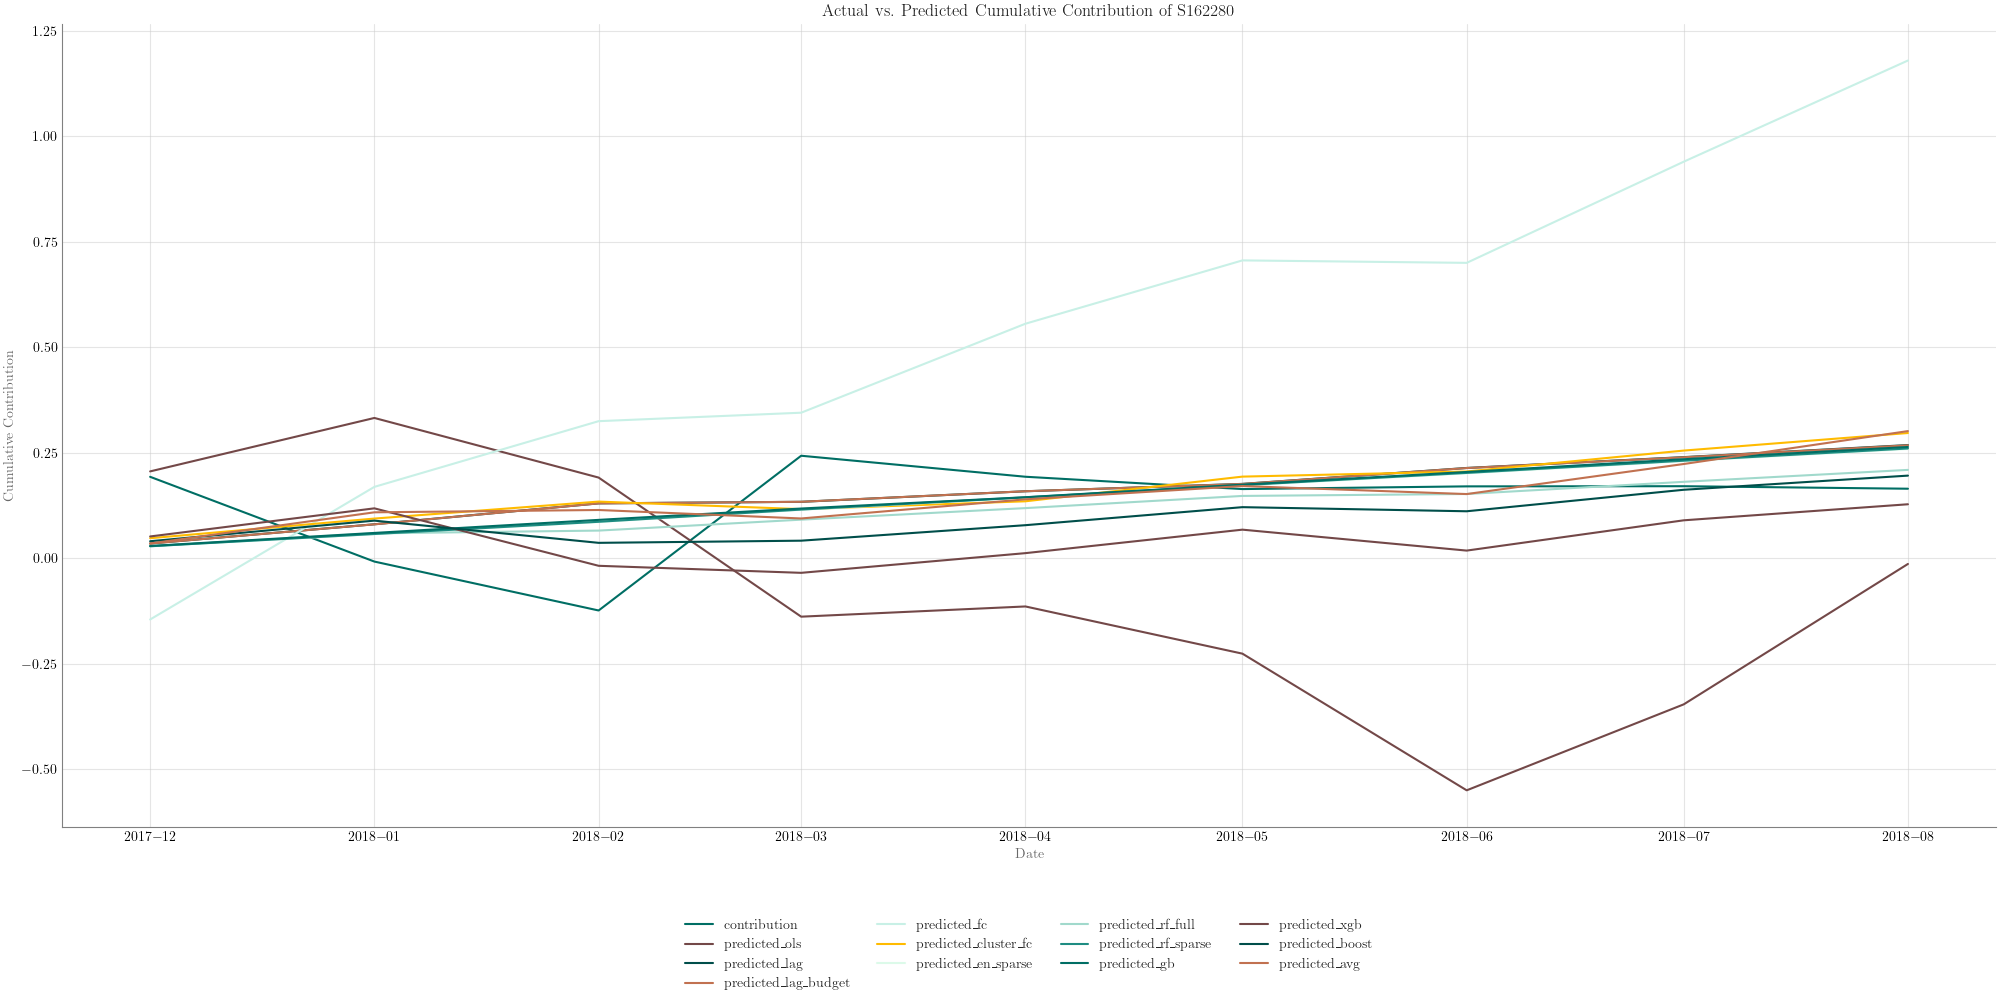 Actual vs. Predicted Cumulative Contribution of S162280
Cumulative Contribution
1.25
1.00
0.75
0.50
0.25
0.00
−0.25
−0.50
2017−12 2018−01 2018−02 2018−03 2018−04 2018−05 2018−06 2018−07 2018−08
Date
contribution predicted_fc predicted_rf_full predicted_xgb
predicted_ols predicted_cluster_fc predicted_rf_sparse predicted_boost
predicted_lag predicted_en_sparse predicted_gb predicted_avg
predicted_lag_budget